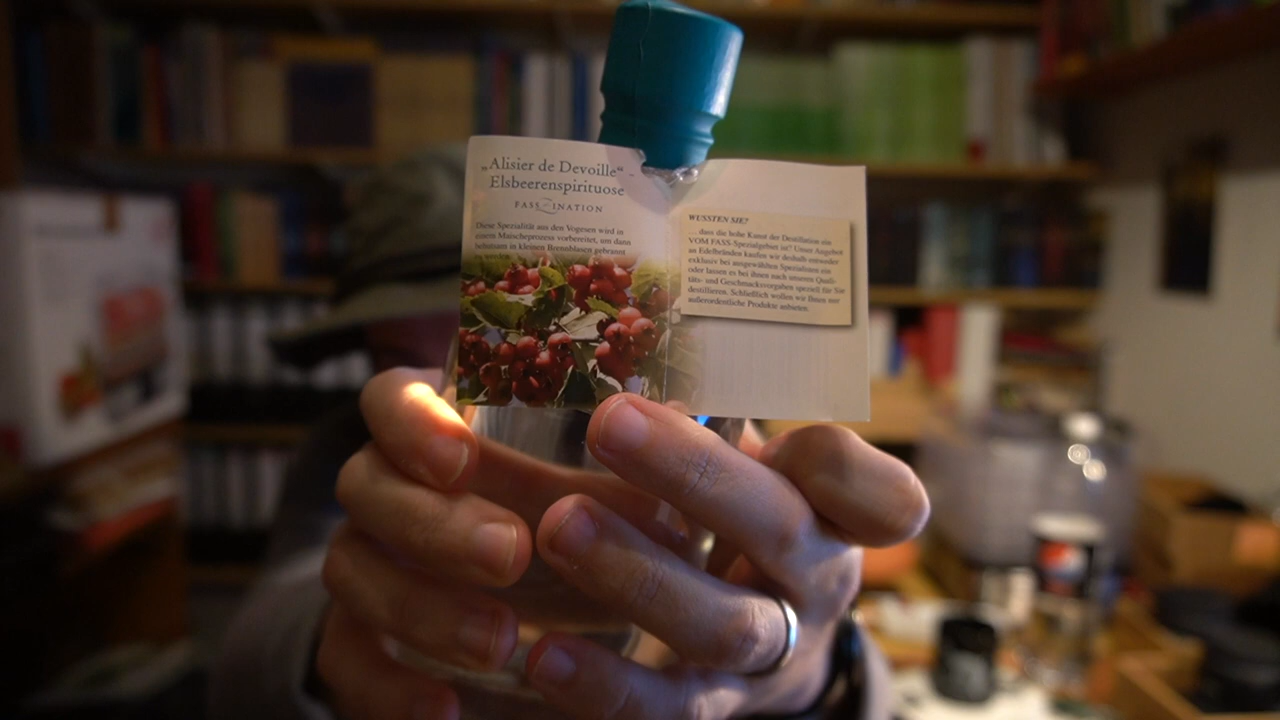 „Alisier de Devoille“
Elsbeerenspirituose
FASSZINATION
Diese Spezialität aus den Vogesen wird in
einem Maischeprozess vorbereitet, um dann
behutsam in kleinen Brennblasen gebrannt
zu werden.
WUSSTEN SIE?
... dass die hohe Kunst der Destillation ein
VOM FASS-Spezialgebiet ist? Unser Angebot
an Edelbränden kaufen wir deshalb entweder
exklusiv bei ausgewählten Spezialisten ein
oder lassen es bei ihnen nach unseren Quali-
täts- und Geschmacksvorgaben speziell für Sie
destillieren. Schließlich wollen wir Ihnen nur
außerordentliche Produkte anbieten.